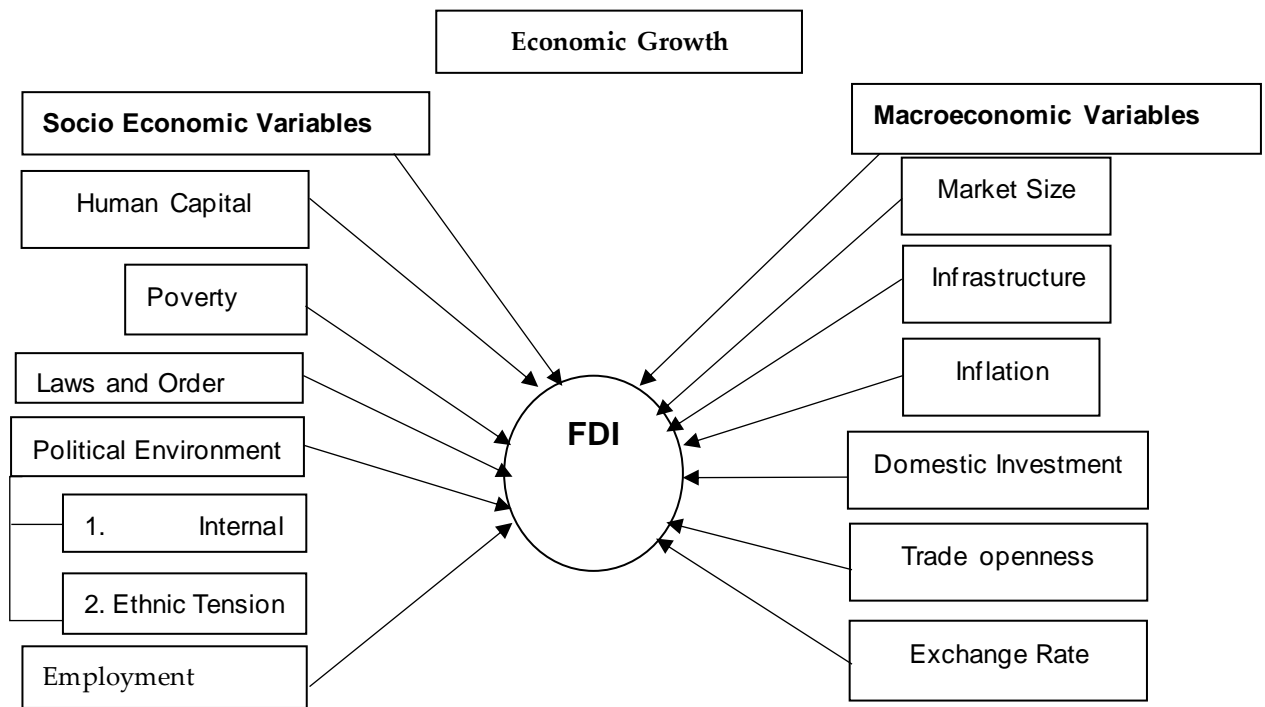 Economic Growth
Socio Economic Variables
Human Capital
Poverty
Laws and Order
Political Environment
1. Internal
2. Ethnic Tension
Employment
FDI
Macroeconomic Variables
Market Size
Infrastructure
Inflation
Domestic Investment
Trade openness
Exchange Rate